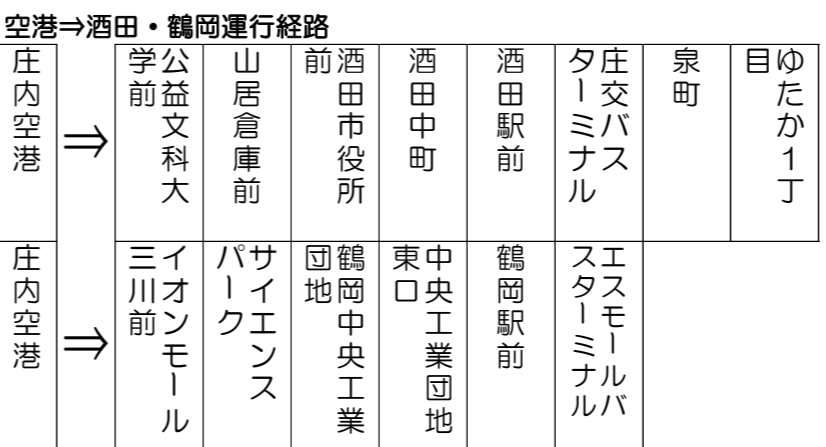 空港⇒酒田・鶴岡運行経路
庄内空港
⇒
公益文科大
学前
山居倉庫前
酒田市役所
前
酒田中町
酒田駅前
庄交バス
ターミナル
泉町
ゆたか1丁
目
庄内空港
⇒
イオンモール
三川前
サイエンス
パーク
鶴岡中央工業
団地
中央工業団地
東口
鶴岡駅前
エスモールバ
スターミナル